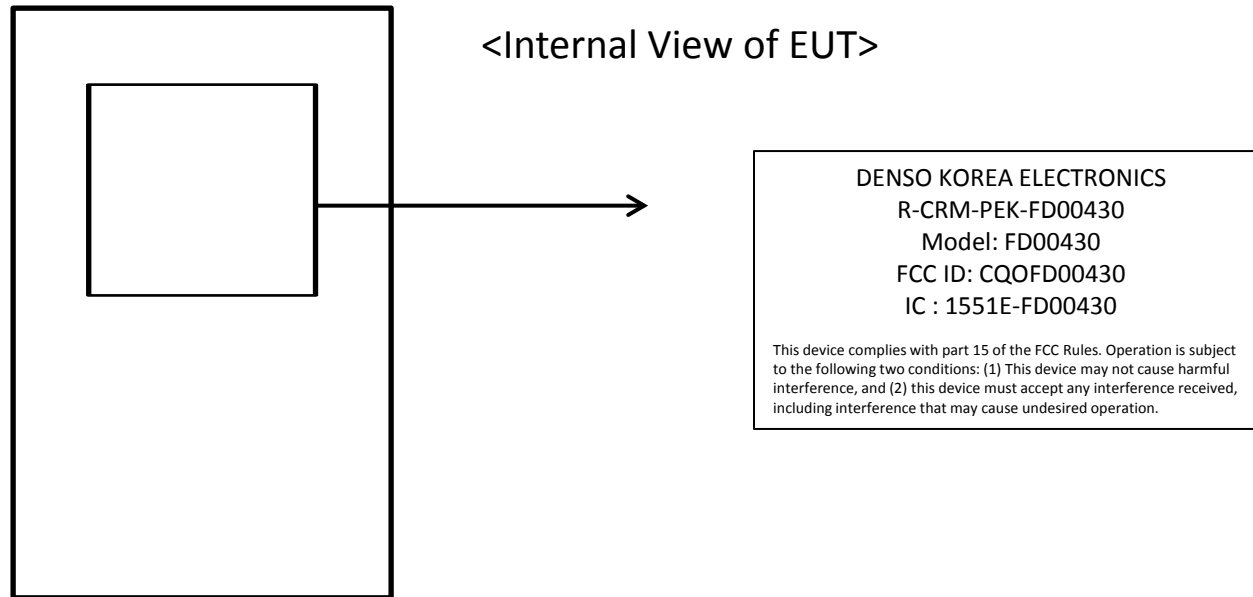 <Internal View of EUT>
DENSO KOREA ELECTRONICS
R-CRM-PEK-FD00430
Model: FD00430
FCC ID: CQOFD00430
IC : 1551E-FD00430
This device complies with part 15 of the FCC Rules. Operation is subject
to the following two conditions: (1) This device may not cause harmful
interference, and (2) this device must accept any interference received,
including interference that may cause undesired operation.